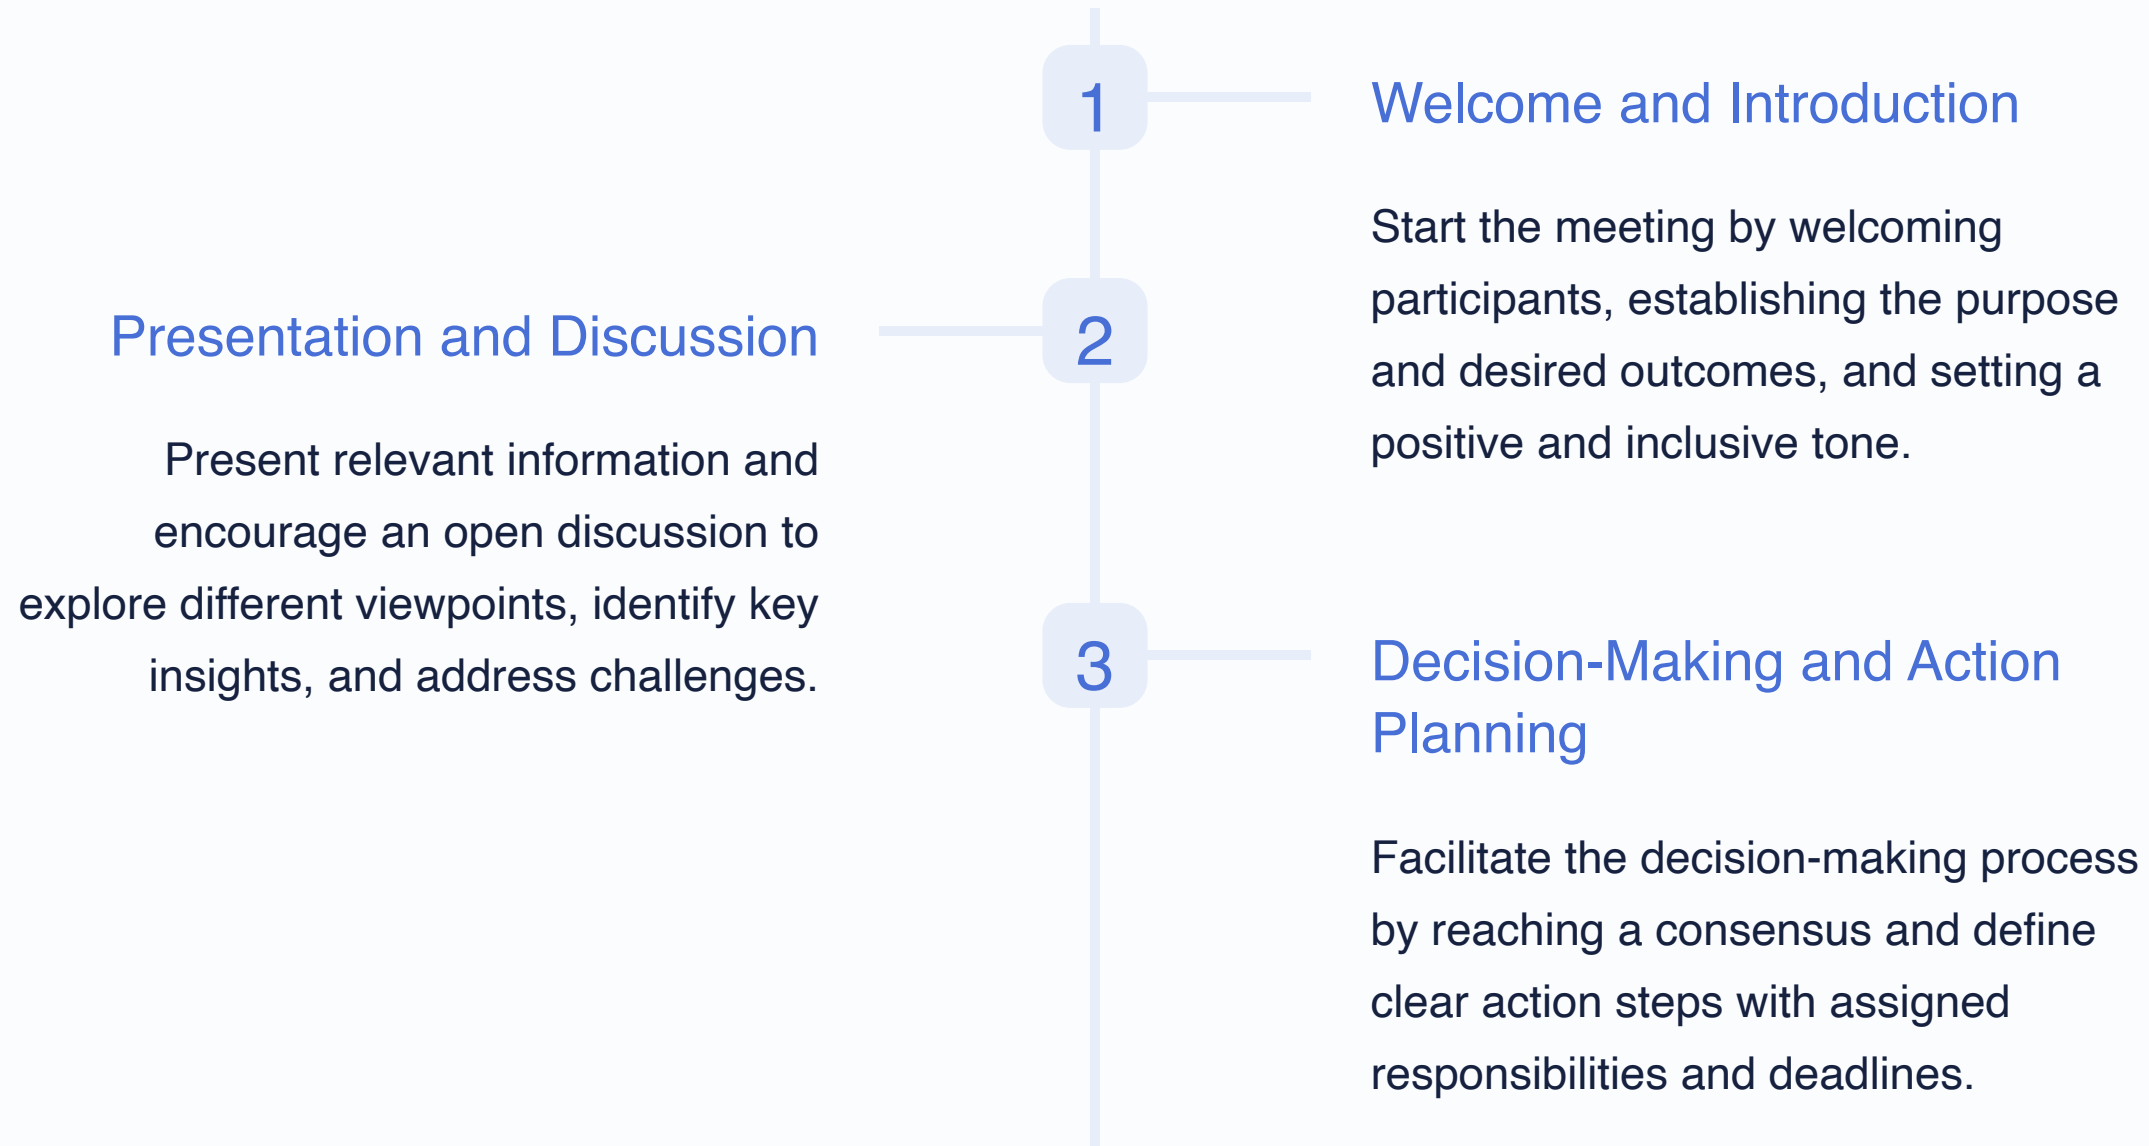 1
Welcome and Introduction
Start the meeting by welcoming
participants, establishing the purpose
and desired outcomes, and setting a
positive and inclusive tone.
2
Presentation and Discussion
Present relevant information and
encourage an open discussion to
explore different viewpoints, identify key
insights, and address challenges.
3
Decision-Making and Action
Planning
Facilitate the decision-making process
by reaching a consensus and define
clear action steps with assigned
responsibilities and deadlines.